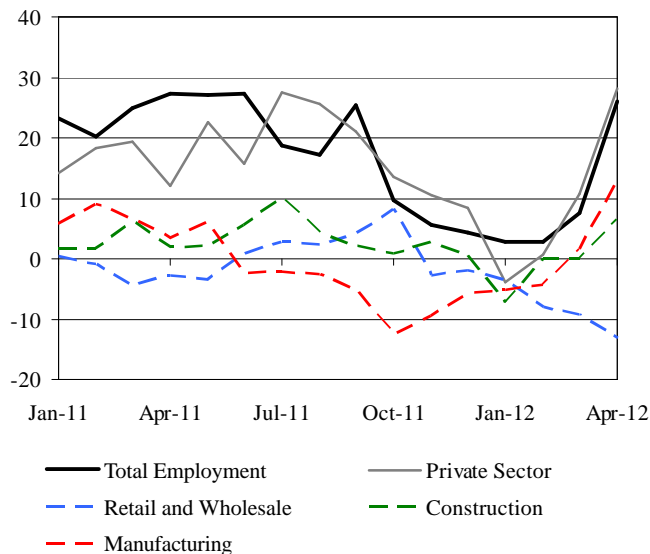 40
30
20
10
0
-10
-20
Jan-11 Apr-11 Jul-11 Oct-11 Jan-12 Apr-12
Total Employment Private Sector
Retail and Wholesale Construction
Manufacturing